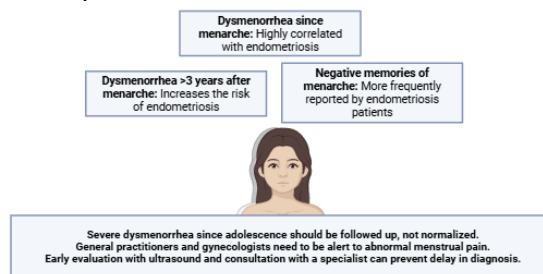 Dysmenorrhea since
menarche: Highly correlated
with endometriosis
Dysmenorrhea >3 years after
menarche: Increases the risk
of endometriosis
Negative memories of
menarche: More frequently
reported by endometriosis
patients
Severe dysmenorrhea since adolescence should be followed up, not normalized.
General practitioners and gynecologists need to be alert to abnormal menstrual pain.
Early evaluation with ultrasound and consultation with a specialist can prevent delay in diagnosis.